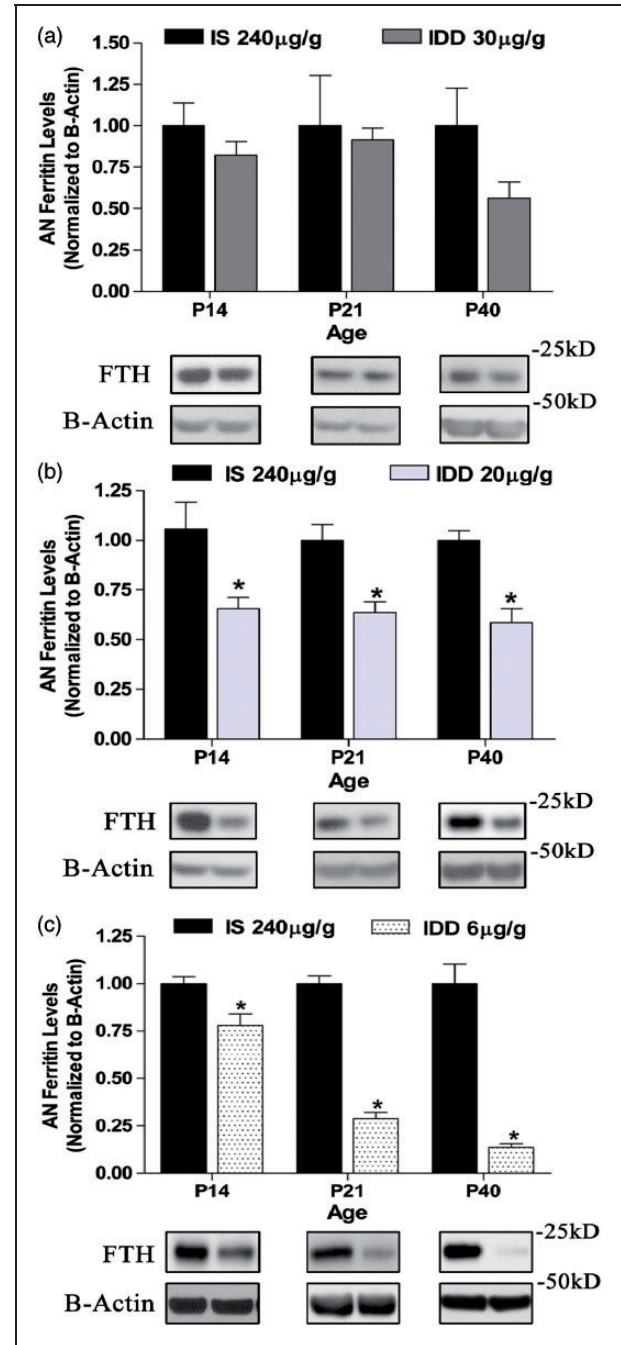 (a)
IS 240µg/g IDD 30µg/g
AN Ferritin Levels
(Normalized to B-Actin)
1.50
1.25
1.00
0.75
0.50
0.25
0.00
P14 P21 P40
Age
FTH -25kD
B-Actin -50kD
(b)
IS 240µg/g IDD 20µg/g
AN Ferritin Levels
(Normalized to B-Actin)
1.25
1.00
0.75
0.50
0.25
0.00
* * *
P14 P21 P40
Age
FTH -25kD
B-Actin -50kD
(c)
IS 240µg/g IDD 6µg/g
AN Ferritin Levels
(Normalized to B-Actin)
1.25
1.00
0.75
0.50
0.25
0.00
* * *
P14 P21 P40
Age
FTH -25kD
B-Actin -50kD